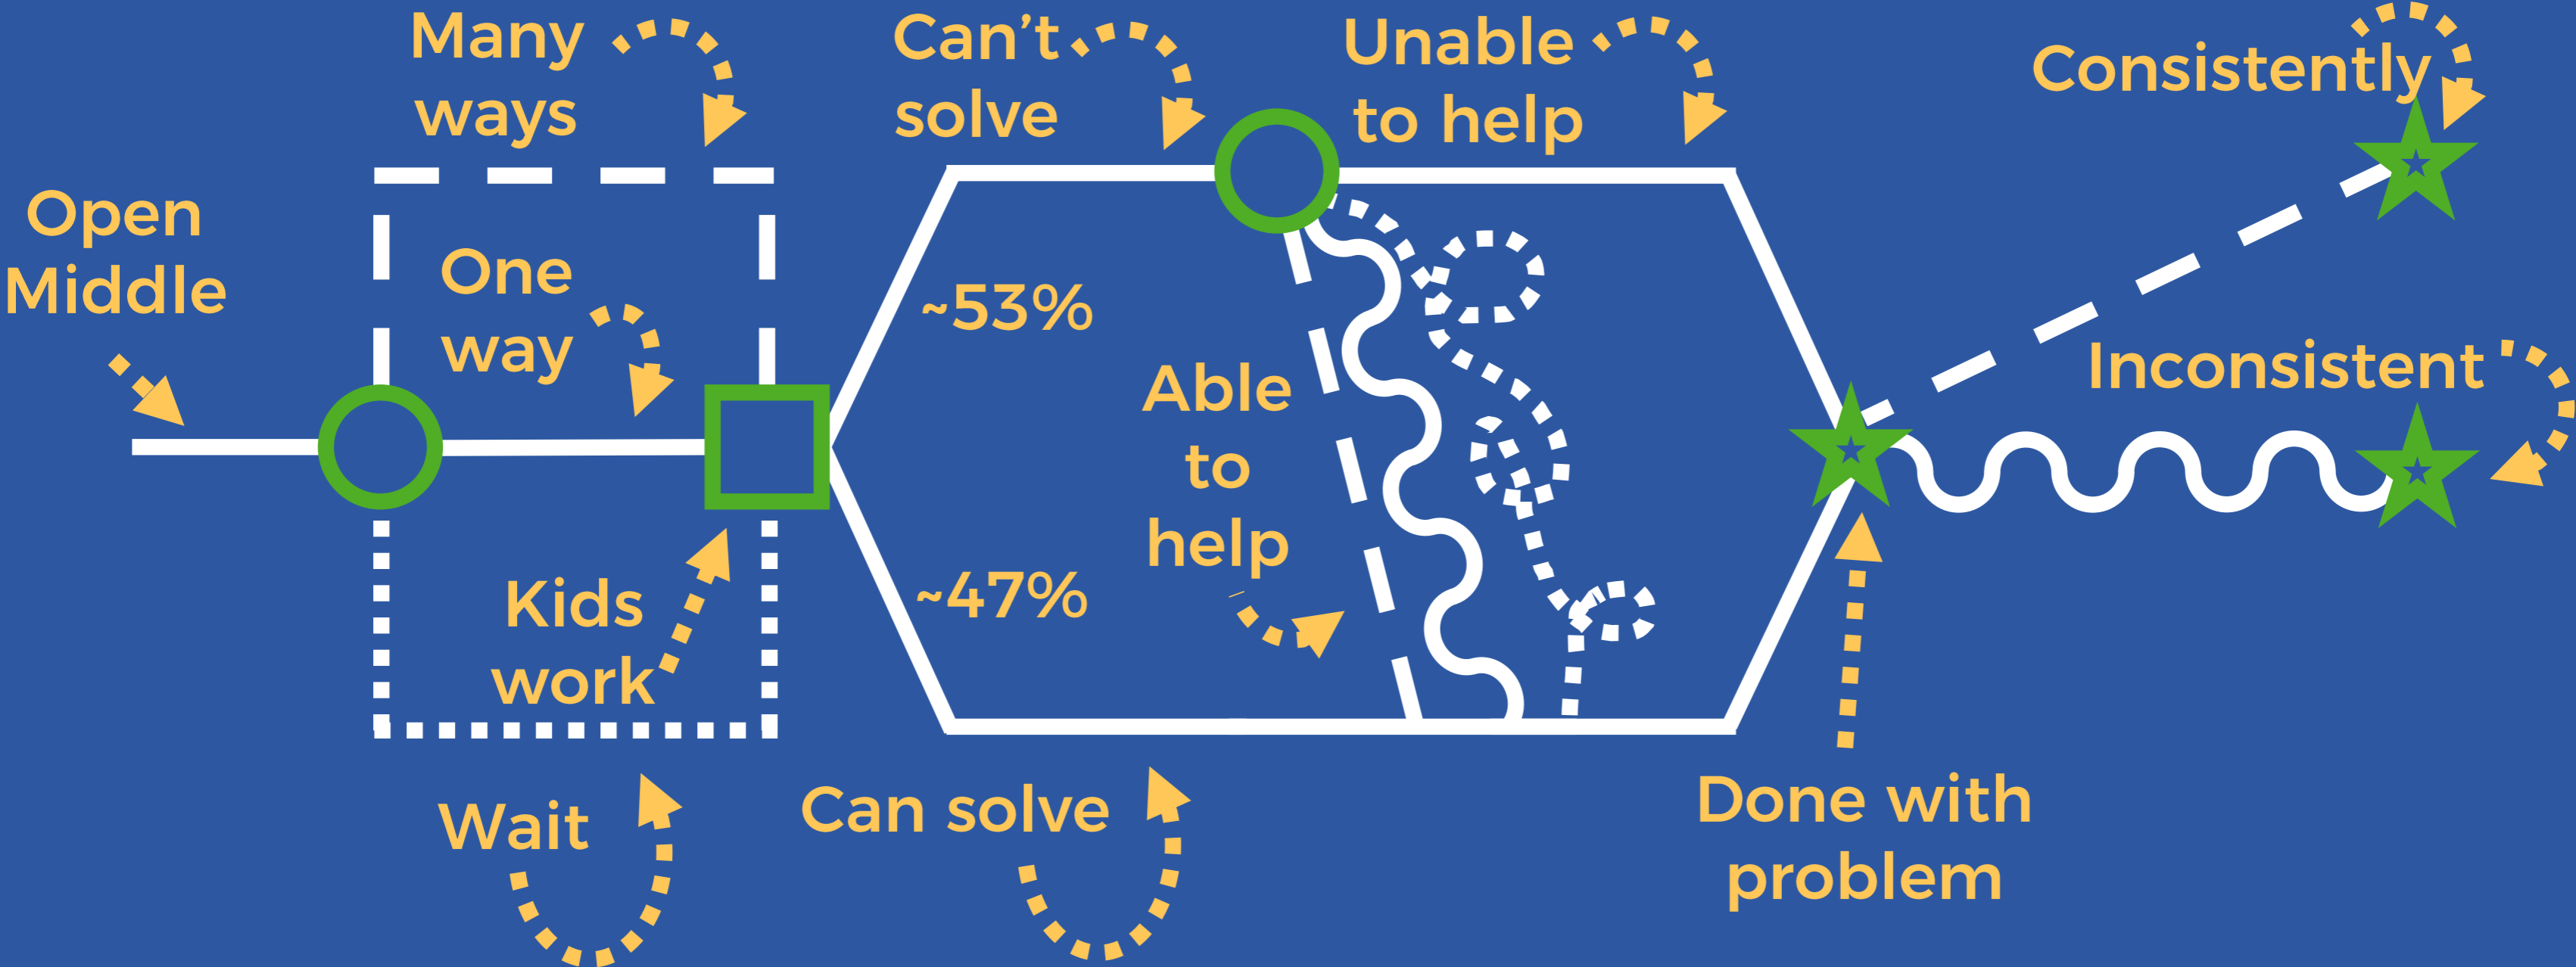 Open
Middle
Many
ways
One
way
Kids
work
Wait
Can't
solve
~53%
~47%
Can solve
Able
to
help
Unable
to help
Done with
problem
Consistently
Inconsistent